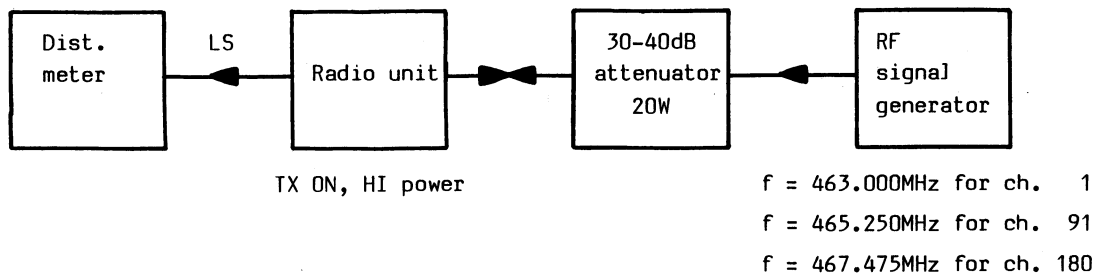 Dist.
meter
LS
Radio unit
30-40dB
attenuator
20W
RF
signal
generator
TX ON, HI power
f = 463.000MHz for ch. 1
f = 465.250MHz for ch. 91
f = 467.475MHz for ch. 180